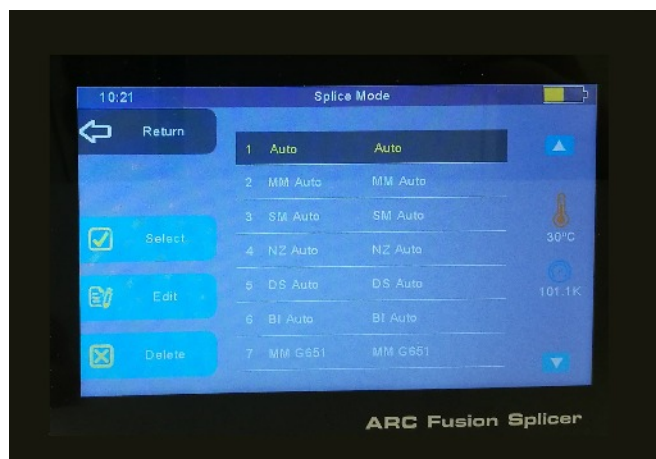 10:21 Splice Mode
Return
1 Auto Auto
2 MM Auto MM Auto
3 SM Auto SM Auto
Select
30°C
4 NZ Auto NZ Auto
5 DS Auto DS Auto
Edit
101.1K
6 BI Auto BI Auto
7 MM G651 MM G651
Delete
ARC Fusion Splicer